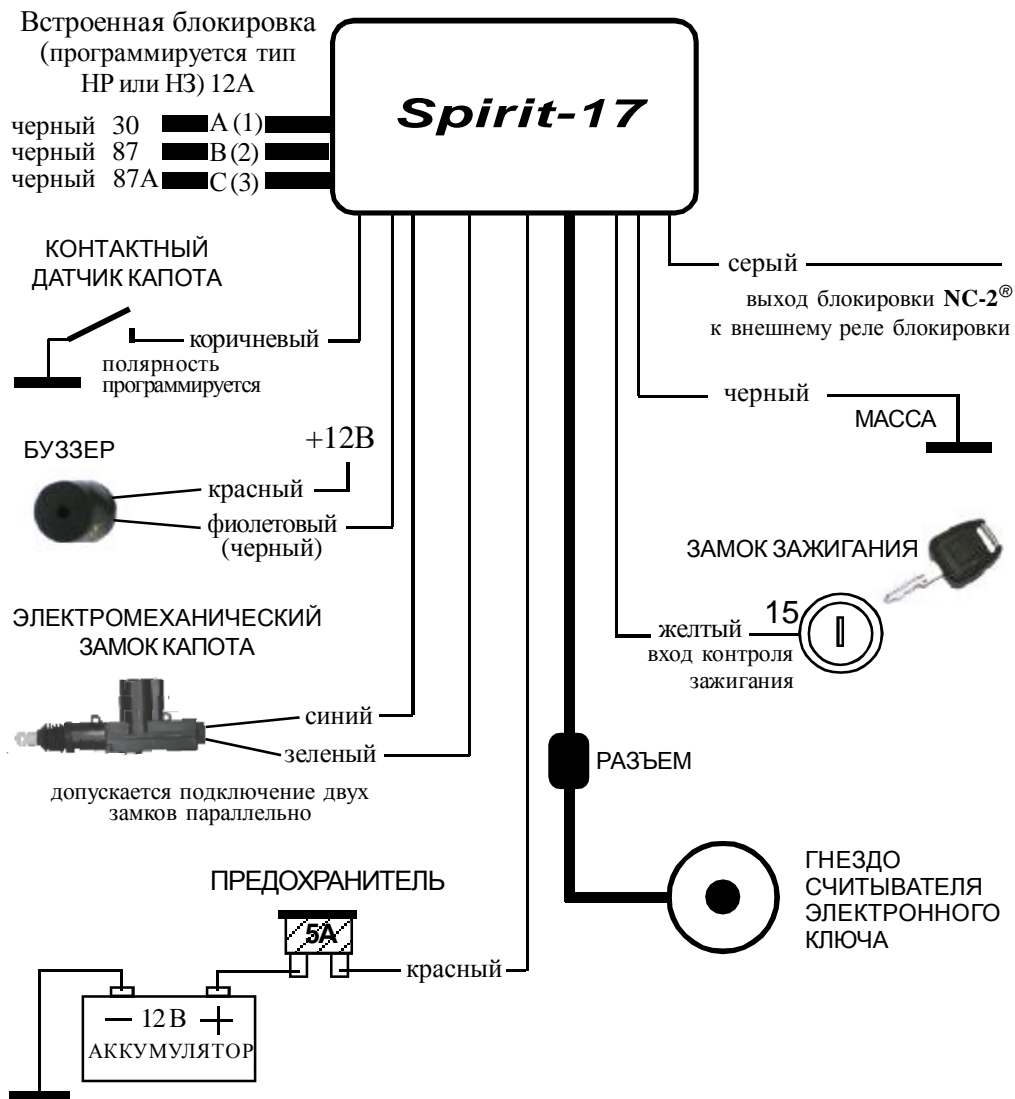 Встроенная блокировка
(программируется тип
НР или НЗ) 12А
Spirit-17
черный 30 А (1)
черный 87 В (2)
черный 87А С (3)
КОНТАКТНЫЙ
ДАТЧИК КАПОТА
коричневый
полярность
программируется
серый
выход блокировки NC-2®
к внешнему реле блокировки
черный
МАССА
БУЗЗЕР
+12В
красный
фиолетовый
(черный)
ЗАМОК ЗАЖИГАНИЯ
15
желтый
вход контроля
зажигания
ЭЛЕКТРОМЕХАНИЧЕСКИЙ
ЗАМОК КАПОТА
синий
зеленый
допускается подключение двух
замков параллельно
РАЗЪЕМ
ГНЕЗДО
СЧИТЫВАТЕЛЯ
ЭЛЕКТРОННОГО
КЛЮЧА
ПРЕДОХРАНИТЕЛЬ
5А
красный
— 12 В +
АККУМУЛЯТОР